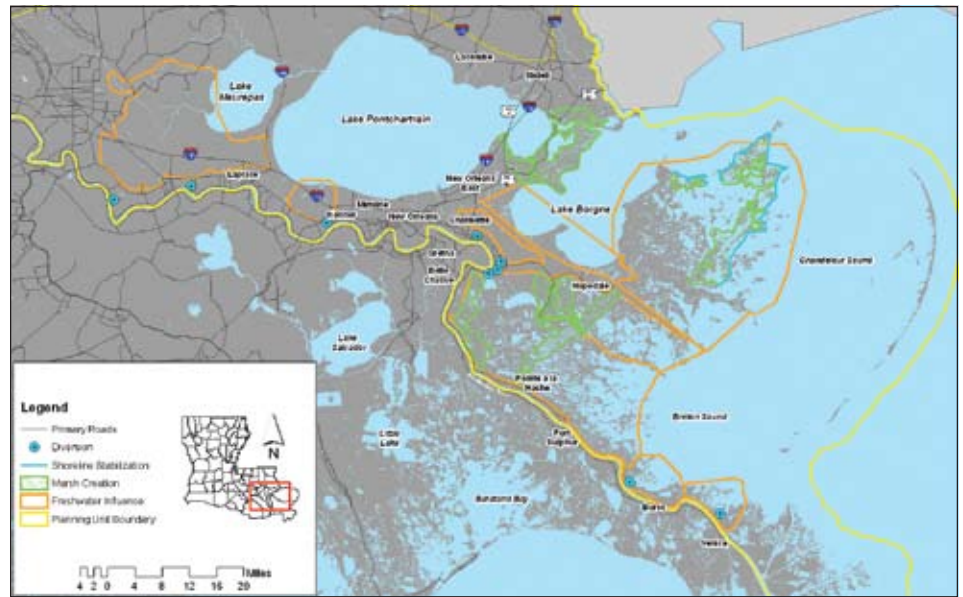 Lacombe
Slidell
Lake
Maurepas
Lake Pontchartrain
Laplace
New Orleans
East
Kenner
Metairie
New Orleans
Chalmette
Lake Borgne
Gretna
Belle
Chasse
Hopedale
Chandeleur Sound
Lake
Salvador
Pointe a la
Hache
Breton Sound
Port
Sulphur
Little
Lake
Barataria Bay
Buras
Venice
Legend
Primary Roads
Diversion
Shoreline Stabilization
Marsh Creation
Freshwater Influence
Planning Unit Boundary
N
4 2 0 4 8 12 16 20
Miles